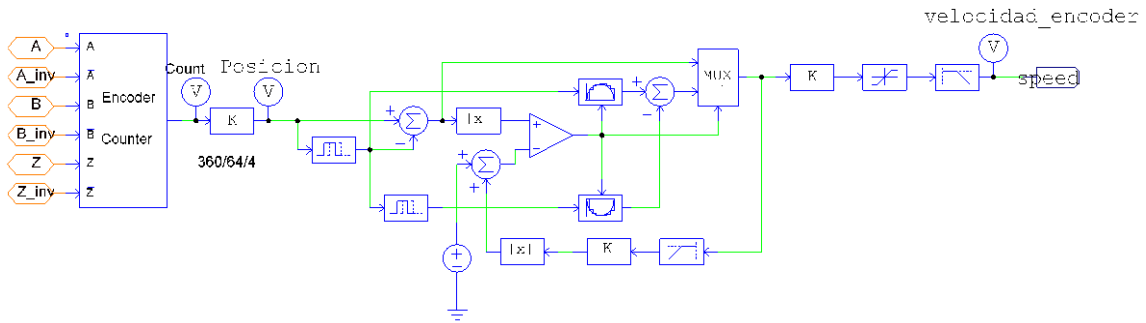 velocidad_encoder
V
A
A_inv
B
B_inv
Z
Z_inv
A
A
B
B
Z
Z
Encoder
Counter
Count
V
K
360/64/4
Posicion
V
+
Σ
−
|x
+
−
+
Σ
+
+
−
+
Σ
−
MUX
K
speed
|x|
K